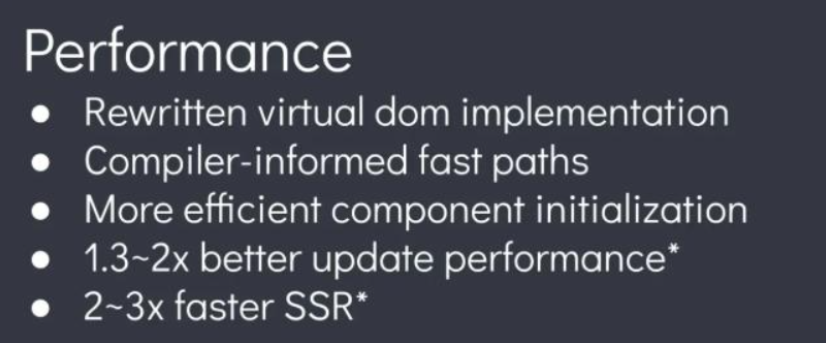 Performance
● Rewritten virtual dom implementation
● Compiler-informed fast paths
● More efficient component initialization
● 1.3~2x better update performance*
● 2~3x faster SSR*